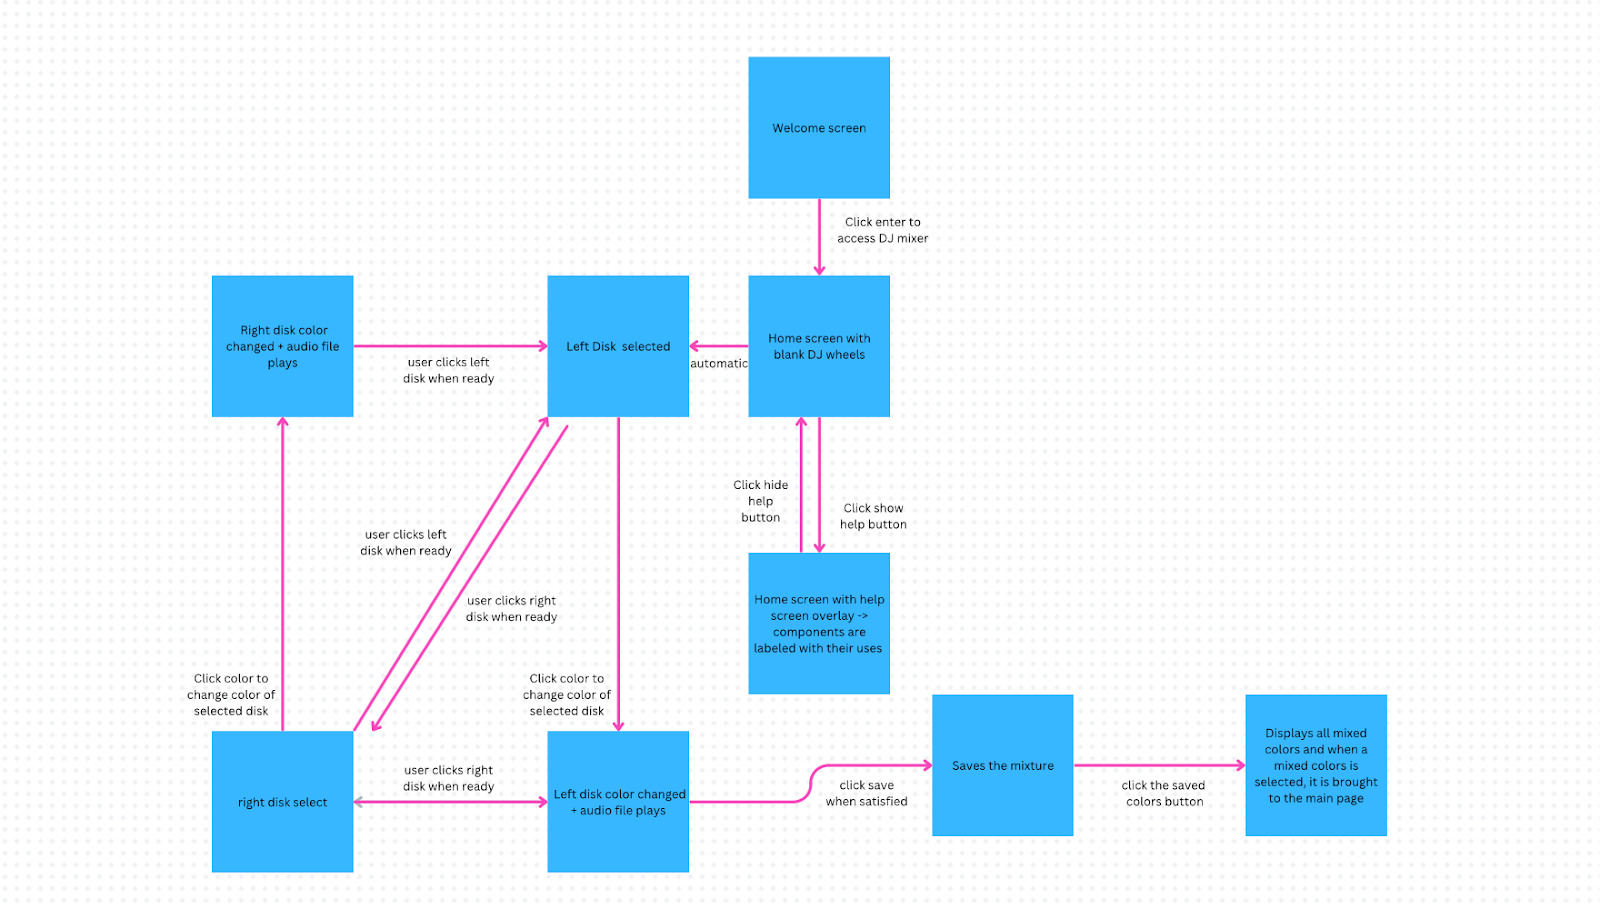 Welcome screen
Click enter to
access DJ mixer
Right disk color
changed + audio file
plays
user clicks left
disk when ready
Left Disk selected
automatic
Home screen with
blank DJ wheels
Click hide
help
button
Click show
help button
user clicks left
disk when ready
user clicks right
disk when ready
Home screen with help
screen overlay ->
components are
labeled with their uses
Click color to
change color of
selected disk
Click color to
change color of
selected disk
right disk select
user clicks right
disk when ready
Left disk color changed
+ audio file plays
click save
when satisfied
Saves the mixture
click the saved
colors button
Displays all mixed
colors and when a
mixed colors is
selected, it is brought
to the main page